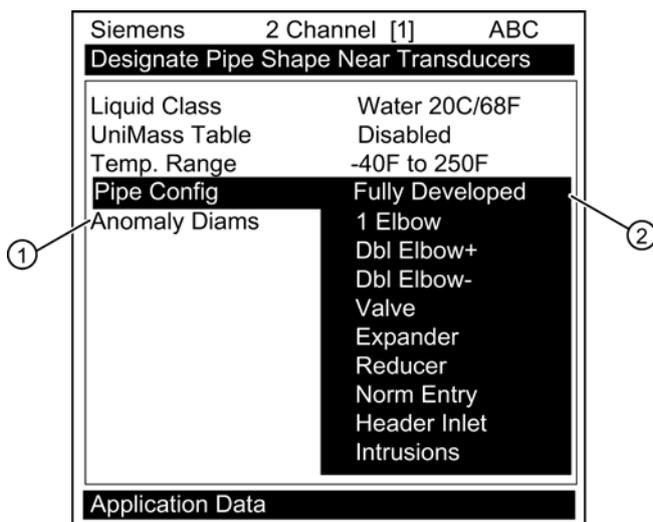 Siemens 2 Channel [1] ABC
Designate Pipe Shape Near Transducers
Liquid Class Water 20C/68F
UniMass Table Disabled
Temp. Range -40F to 250F
Pipe Config Fully Developed
Anomaly Diams 1 Elbow
Dbl Elbow+
Dbl Elbow-
Valve
Expander
Reducer
Norm Entry
Header Inlet
Intrusions
Application Data
1
2